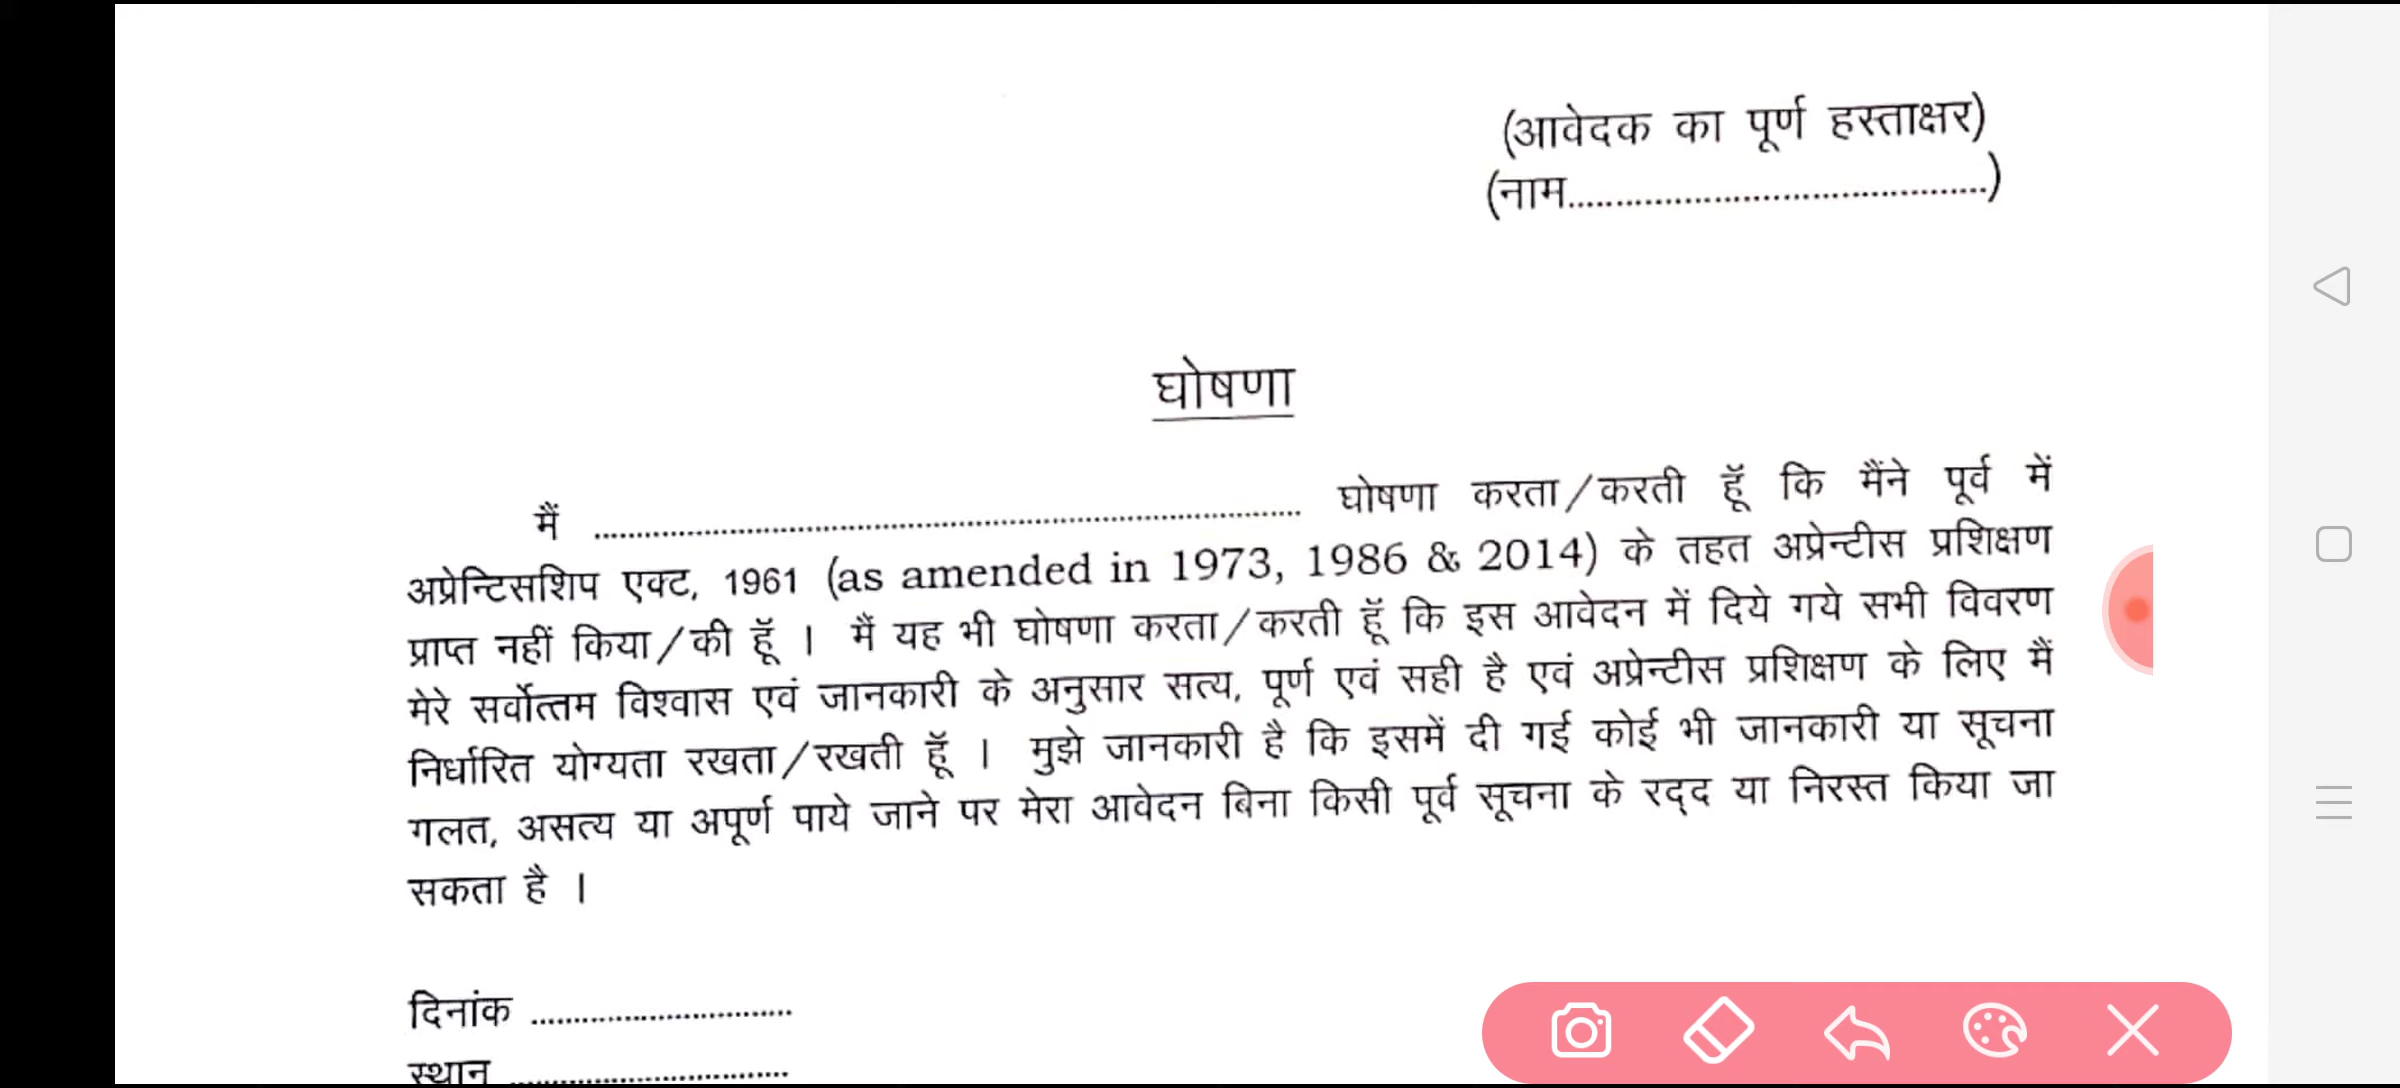 (आवेदक का पूर्ण हस्ताक्षर)
(नाम............................................)
घोषणा
मैं .................................................................................... घोषणा करता/करती हूॅं कि मैंने पूर्व में
अप्रेन्टिसशिप एक्ट, 1961 (as amended in 1973, 1986 & 2014) के तहत अप्रेन्टीस प्रशिक्षण
प्राप्त नहीं किया/की हूॅं । मैं यह भी घोषणा करता/करती हूॅं कि इस आवेदन में दिये गये सभी विवरण
मेरे सर्वोत्तम विश्वास एवं जानकारी के अनुसार सत्य, पूर्ण एवं सही है एवं अप्रेन्टीस प्रशिक्षण के लिए मैं
निर्धारित योग्यता रखता/रखती हूॅं । मुझे जानकारी है कि इसमें दी गई कोई भी जानकारी या सूचना
गलत, असत्य या अपूर्ण पाये जाने पर मेरा आवेदन बिना किसी पूर्व सूचना के रद्द या निरस्त किया जा
सकता है ।
दिनांक ...............................
स्थान .................................